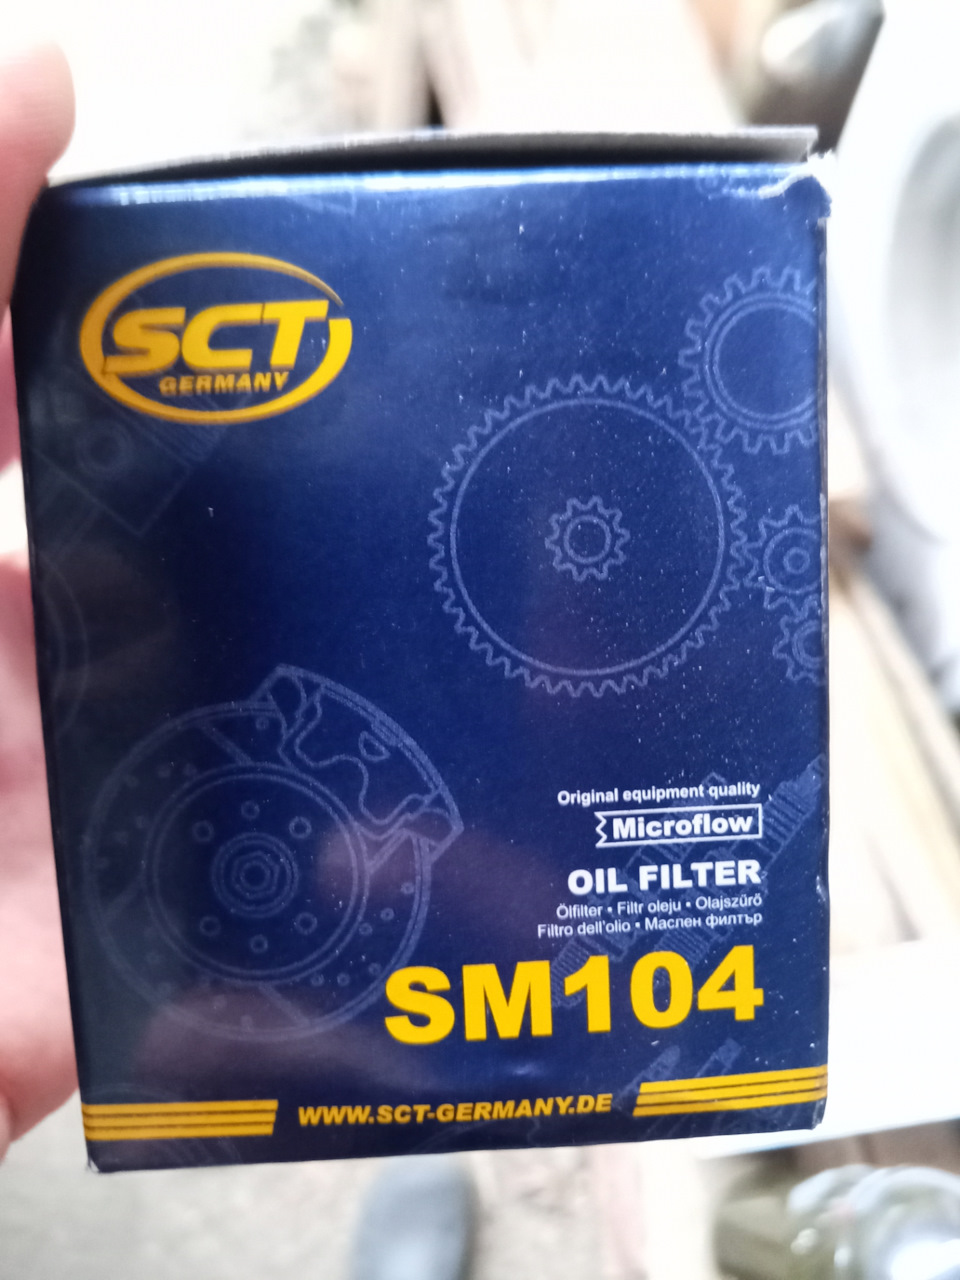 SCT
GERMANY
Original equipment quality
Microflow
OIL FILTER
Ölfilter • Filtr oleju • Olajszűrő
Filtro dell'olio • Маслен филтър
SM104
WWW.SCT-GERMANY.DE